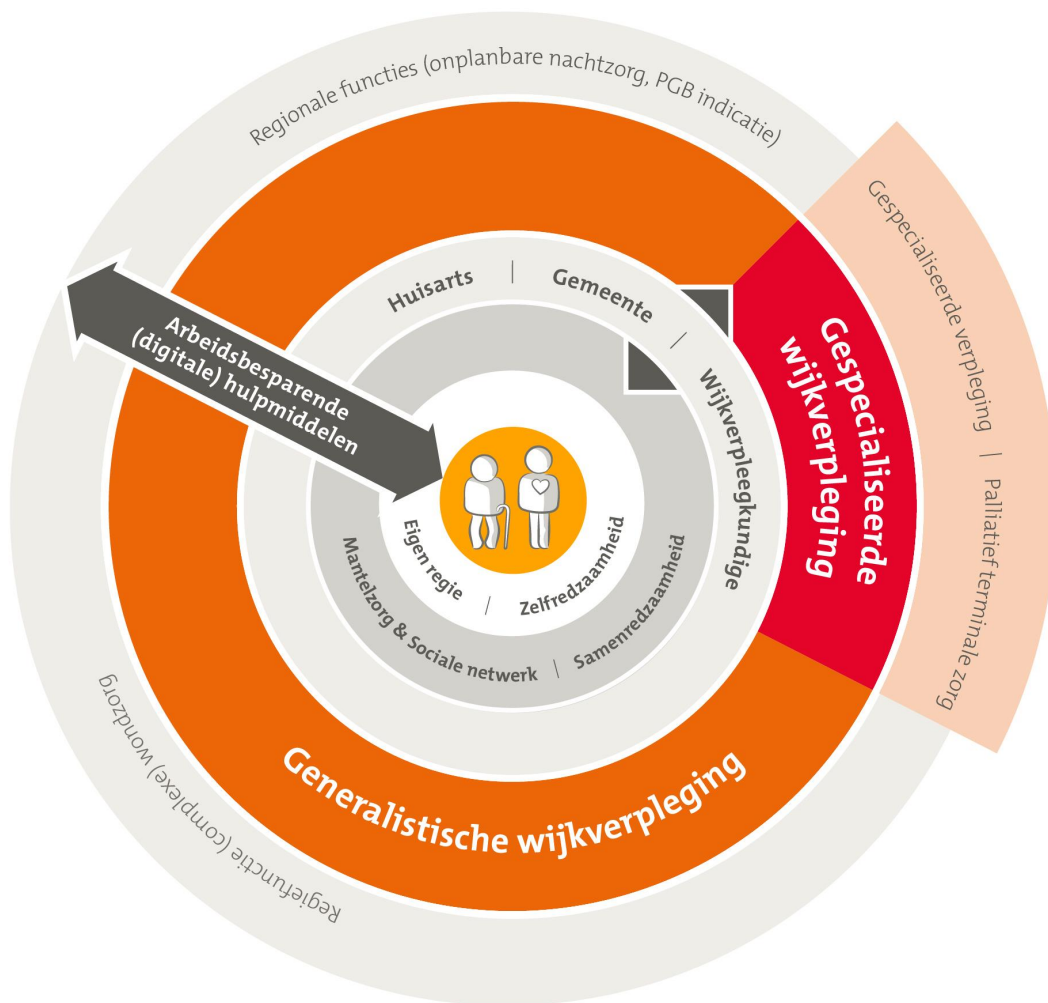 Regionale functies (onplanbare nachtzorg, PGB indicatie)
Gespecialiseerde verpleging | Palliatief terminale zorg
Huisarts | Gemeente | Wijkverpleegkundige
Gespecialiseerde
wijkverpleging
Arbeidsbesparende
(digitale) hulpmiddelen
Eigen regie | Zelfredzaamheid
Mantelzorg & Sociale netwerk | Samenredzaamheid
Generalistische wijkverpleging
Regiefunctie (complexe) wondzorg